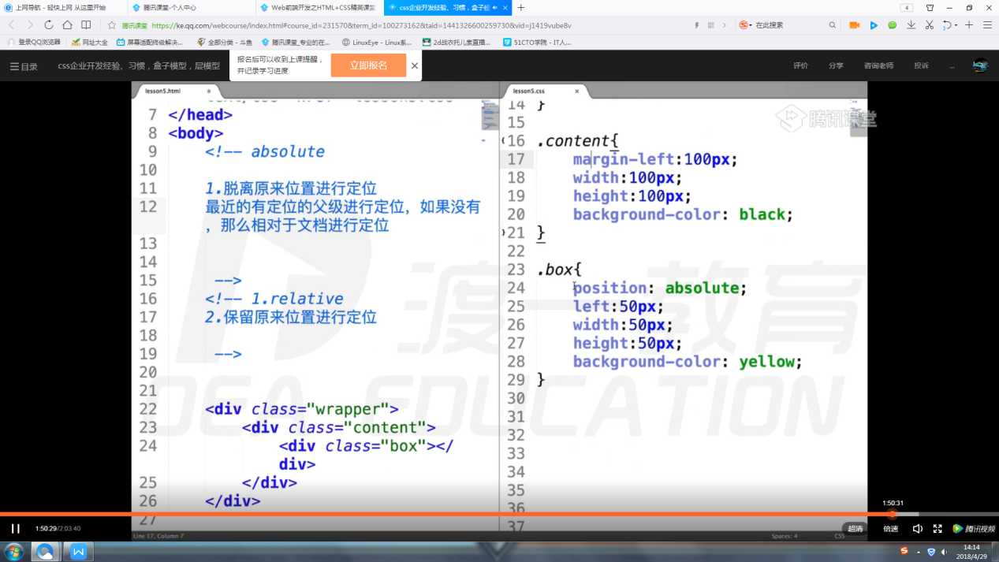 上网导航 - 轻快上网 从这里开始
腾讯课堂-个人中心
Web前端开发之HTML+CSS精英课堂
css企业开发经验、习惯，盒子模
4
腾讯课堂 https://ke.qq.com/webcourse/index.html#course_id=231570&term_id=100273162&taid=1441326600259730&vid=j1419vube8v
在此搜索
登录QQ浏览器
网址大全
屏幕适配终级解决...
全部分类 - 斗鱼
腾讯课堂_专业的在...
LinuxEye - Linux系...
2d战衣托儿素直播...
51CTO学院 - IT人...
目录
css企业开发经验、习惯，盒子模型，层模型
报名后可以收到上课提醒，
并记录学习进度
立即报名
评价
分享
咨询老师
投诉
...
lesson5.html
7 </head>
8 <body>
9 <!-- absolute
10
11 1.脱离原来位置进行定位
12 最近的有定位的父级进行定位，如果没有
，那么相对于文档进行定位
13
14
15 -->
16 <!-- 1.relative
17 2.保留原来位置进行定位
18
19 -->
20
21
22 <div class="wrapper">
23 <div class="content">
24 <div class="box"></
div>
25 </div>
26 </div>
27
lesson5.css
14 }
15
16 .content{
17 margin-left:100px;
18 width:100px;
19 height:100px;
20 background-color: black;
21 }
22
23 .box{
24 position: absolute;
25 left:50px;
26 width:50px;
27 height:50px;
28 background-color: yellow;
29 }
30
31
32
33
34
35
36
37
腾讯课堂
渡一教育
EDUCATION
Line 17, Column 7
Spaces: 4
CSS
1:50:31
1:50:29/2:03:40
超清
倍速
腾讯视频
14:14
2018/4/29